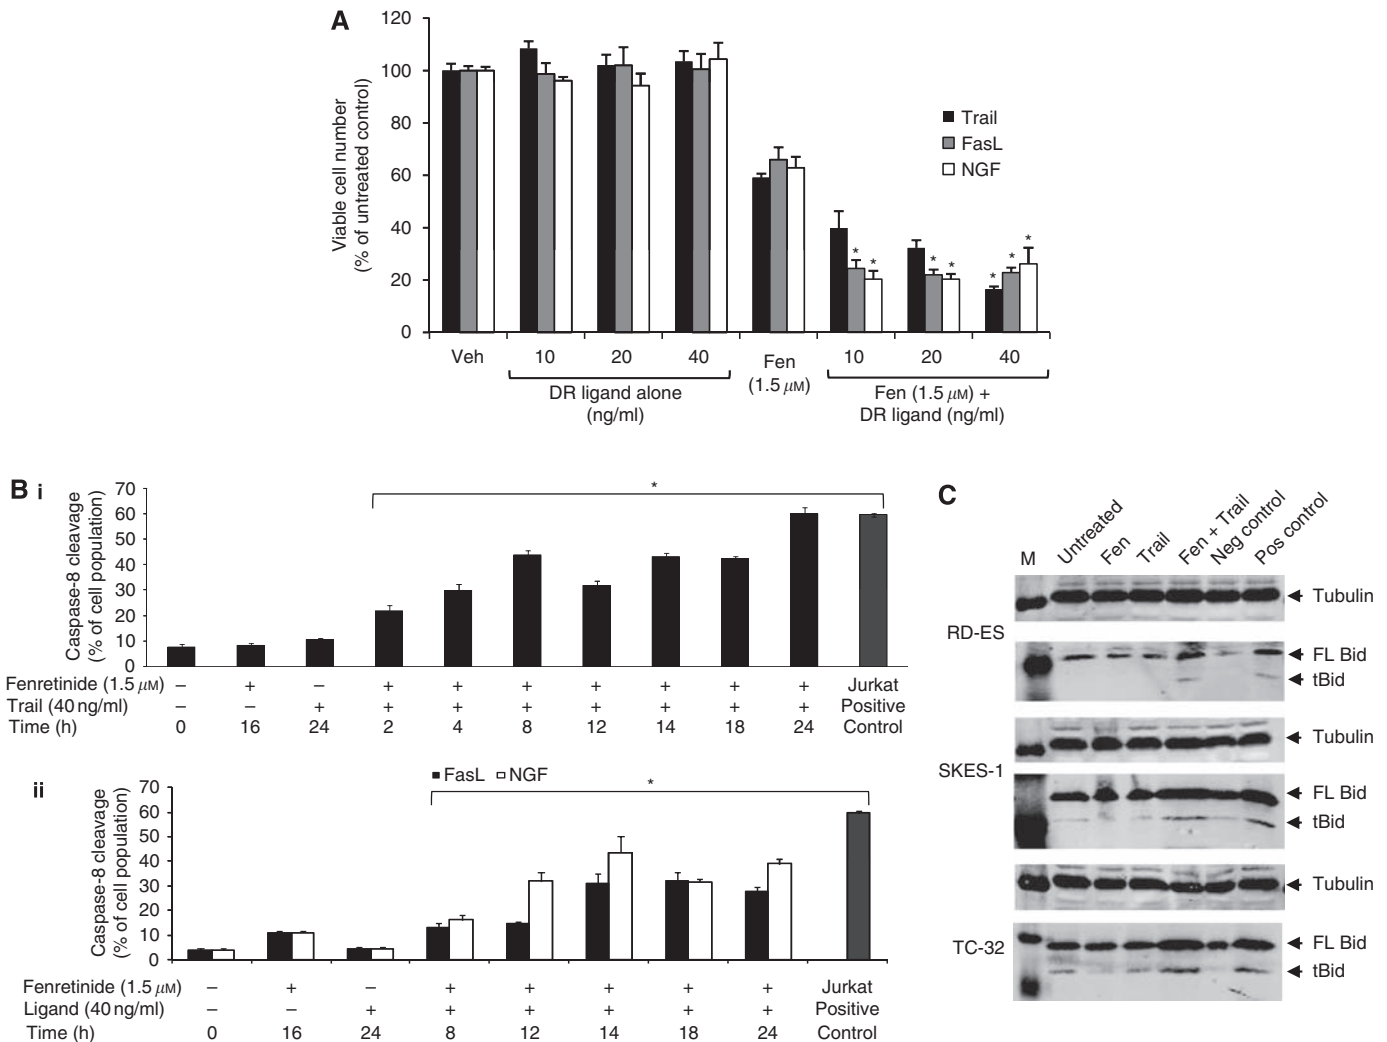 A
120
100
80
60
40
20
0
Viable cell number
(% of untreated control)
Trail
FasL
NGF
* * * * * * *
Veh 10 20 40 Fen 10 20 40
(1.5 μM)
DR ligand alone
(ng/ml)
Fen (1.5 μM) +
DR ligand (ng/ml)
B i
70
60
50
40
30
20
10
0
Caspase-8 cleavage
(% of cell population)
*
Fenretinide (1.5 μM) – + – + + + + + + + Jurkat
Trail (40 ng/ml) – – + + + + + + + + Positive
Time (h) 0 16 24 2 4 8 12 14 18 24 Control
ii
FasL NGF
70
60
50
40
30
20
10
0
Caspase-8 cleavage
(% of cell population)
*
Fenretinide (1.5 μM) – + – + + + + + Jurkat
Ligand (40 ng/ml) – – + + + + + + Positive
Time (h) 0 16 24 8 12 14 18 24 Control
C
M Untreated Fen Trail Fen + Trail Neg control Pos control
RD-ES
Tubulin
FL Bid
tBid
SKES-1
Tubulin
FL Bid
tBid
TC-32
Tubulin
FL Bid
tBid